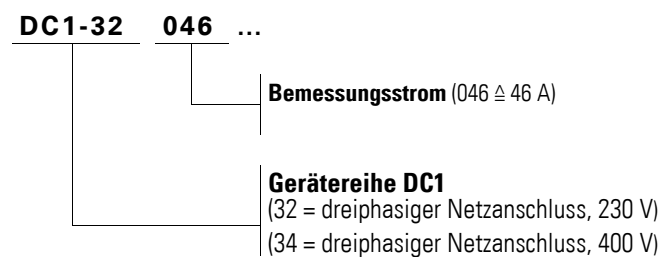 DC1-32 046 ...
Bemessungsstrom (046 ≙ 46 A)
Gerätereihe DC1
(32 = dreiphasiger Netzanschluss, 230 V)
(34 = dreiphasiger Netzanschluss, 400 V)